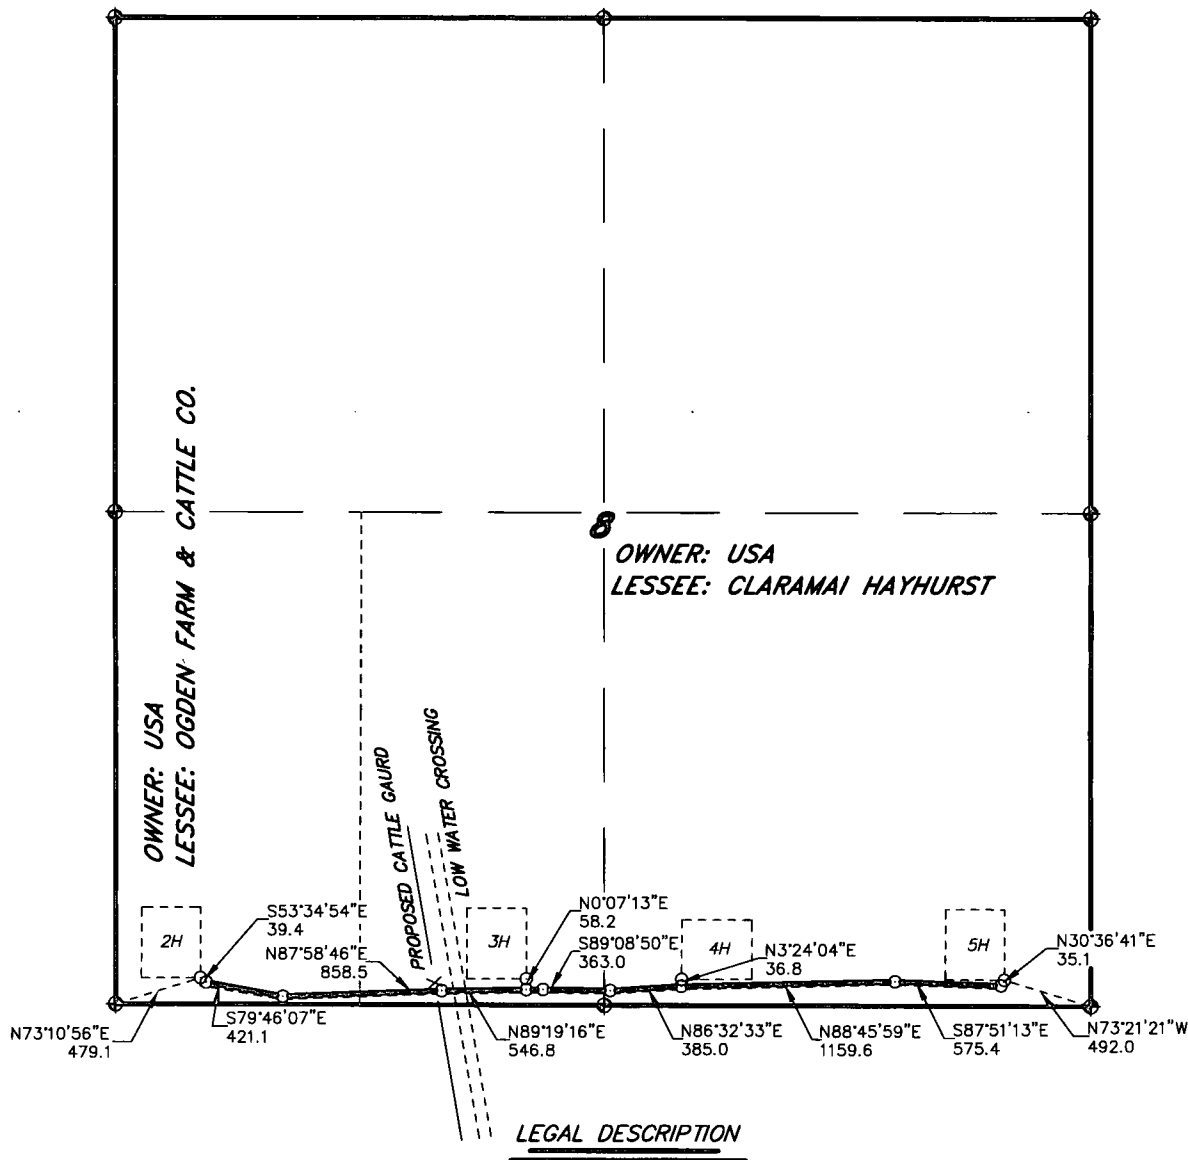 8
OWNER: USA
LESSEE: CLARAMAI HAYHURST
OWNER: USA
LESSEE: OGDEN FARM & CATTLE CO.
PROPOSED CATTLE GAURD
LOW WATER CROSSING
2H
S53°34'54"E
39.4
N87°58'46"E
858.5
3H
N0°07'13"E
58.2
S89°08'50"E
363.0
4H
N3°24'04"E
36.8
5H
N30°36'41"E
35.1
N73°10'56"E
479.1
S79°46'07"E
421.1
N89°19'16"E
546.8
N86°32'33"E
385.0
N88°45'59"E
1159.6
S87°51'13"E
575.4
N73°21'21"W
492.0
LEGAL DESCRIPTION